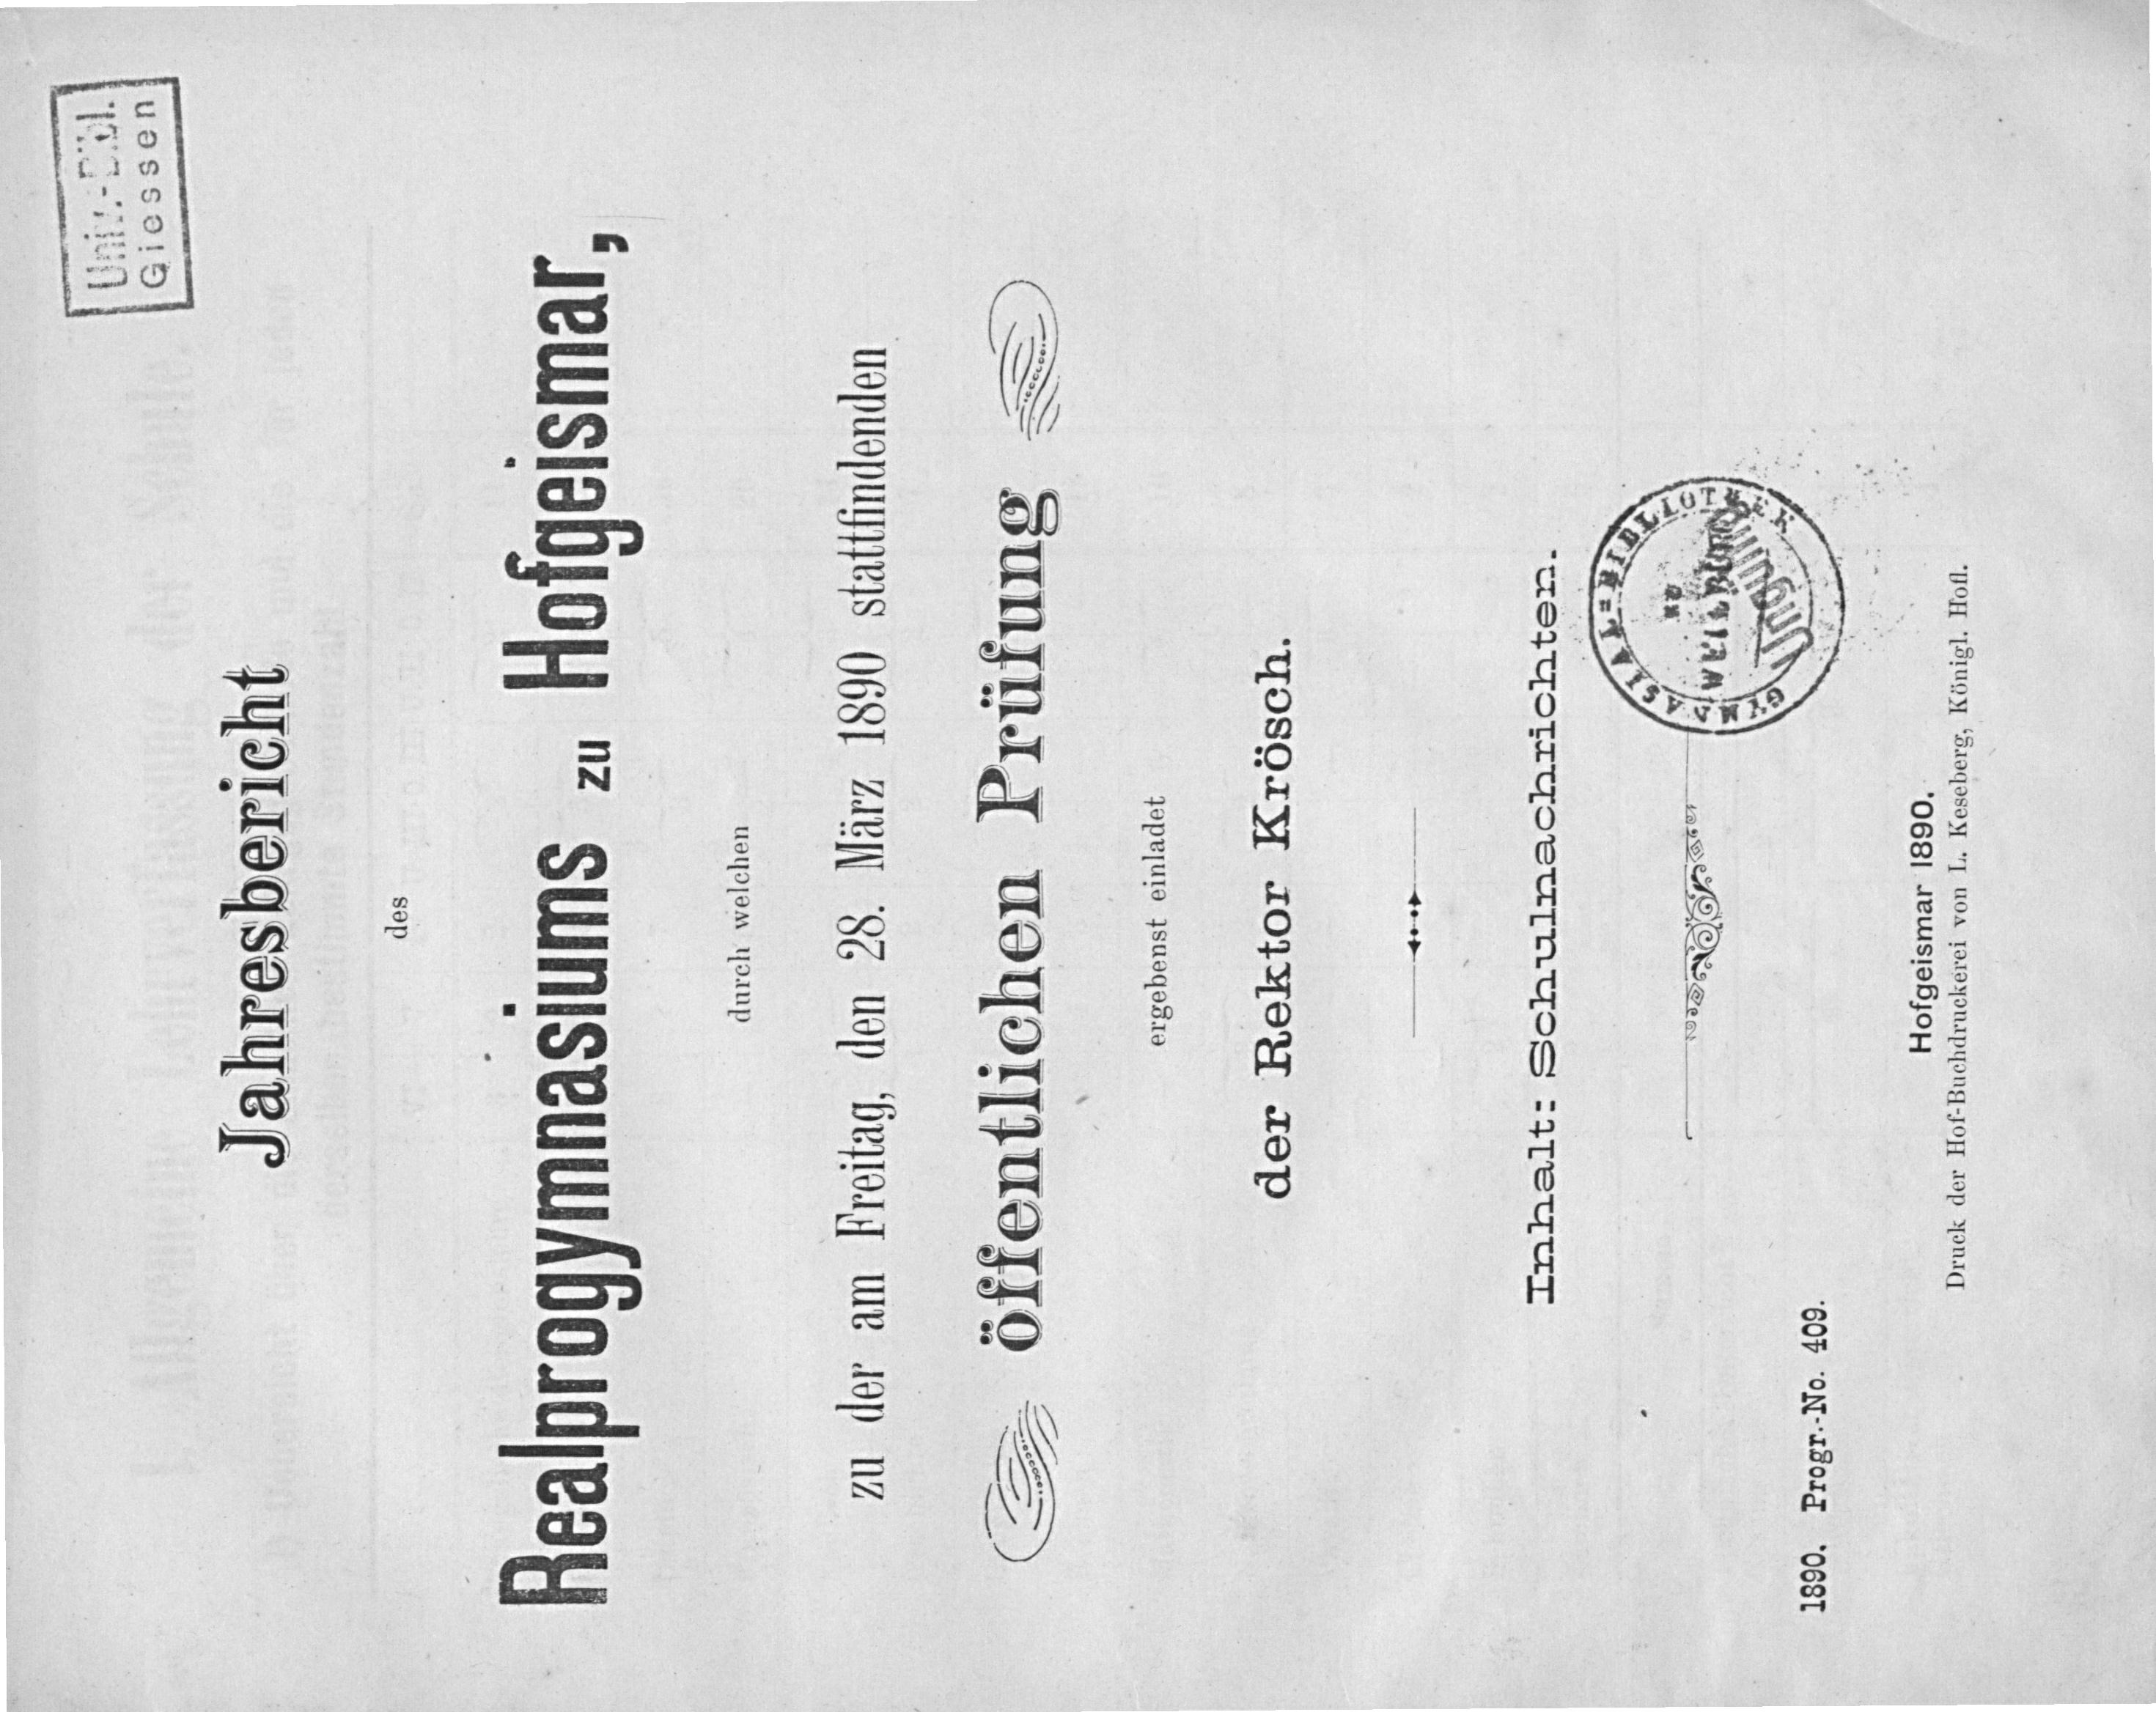 Univ.-Bibl.
Giessen
Jahresbericht
des
Realprogymnasiums zu Hofgeismar,
durch welchen
zu der am Freitag, den 28. März 1890 stattfindenden
öffentlichen Prüfung
ergebenst einladet
der Rektor Krösch.
Inhalt: Schulnachrichten.
GYMNASIAL=BIBLIOTHEK
ZU
1890. Progr.-No. 409.
Hofgeismar 1890.
Druck der Hof-Buchdruckerei von L. Keseberg, Königl. Hofl.